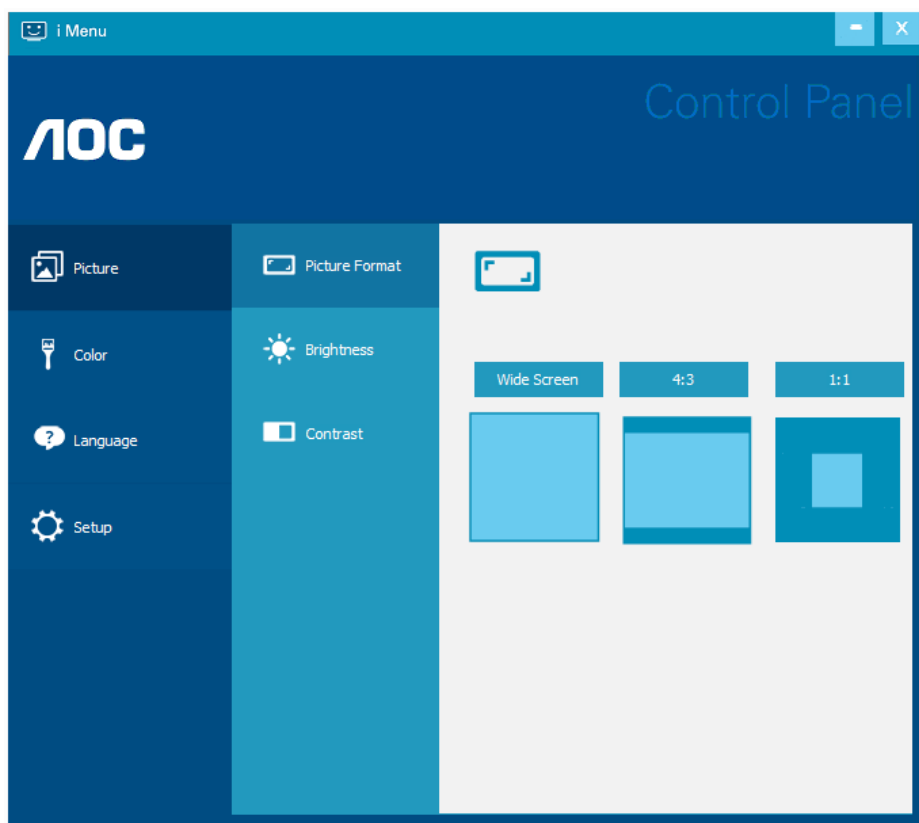 i Menu
Control Panel
AOC
Picture
Color
Language
Setup
Picture Format
Brightness
Contrast
Wide Screen
4:3
1:1